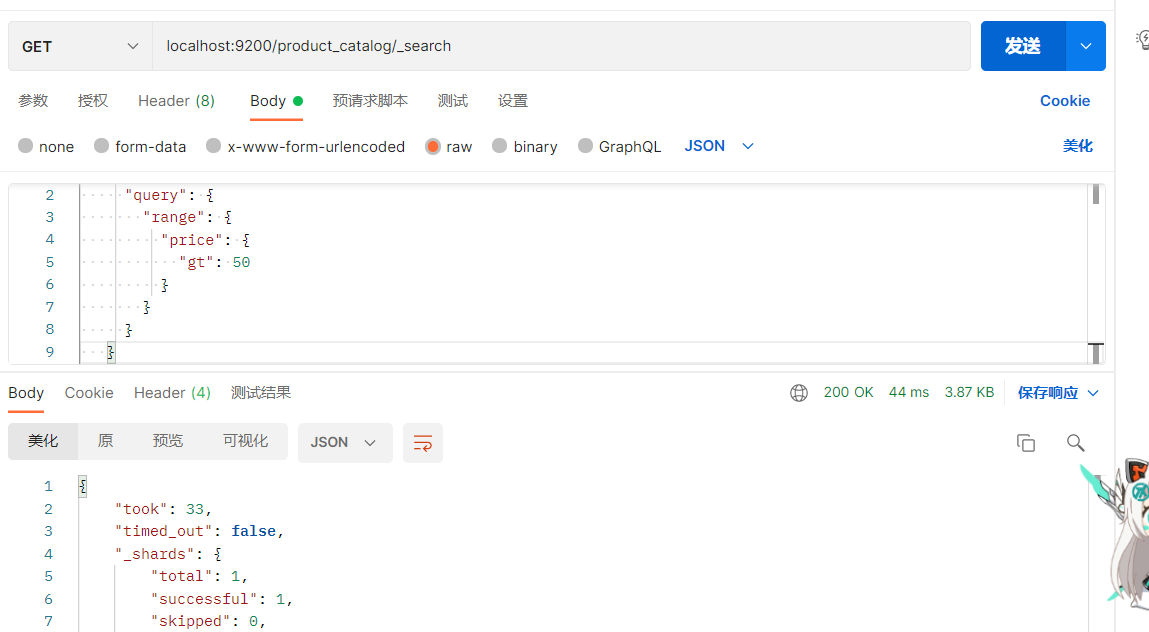 GET localhost:9200/product_catalog/_search 发送
参数 授权 Header (8) Body 预请求脚本 测试 设置 Cookie
none form-data x-www-form-urlencoded raw binary GraphQL JSON 美化
2 "query": {
3 "range": {
4 "price": {
5 "gt": 50
6 }
7 }
8 }
9 }
Body Cookie Header (4) 测试结果 200 OK 44 ms 3.87 KB 保存响应
美化 原 预览 可视化 JSON
1 {
2 "took": 33,
3 "timed_out": false,
4 "_shards": {
5 "total": 1,
6 "successful": 1,
7 "skipped": 0,